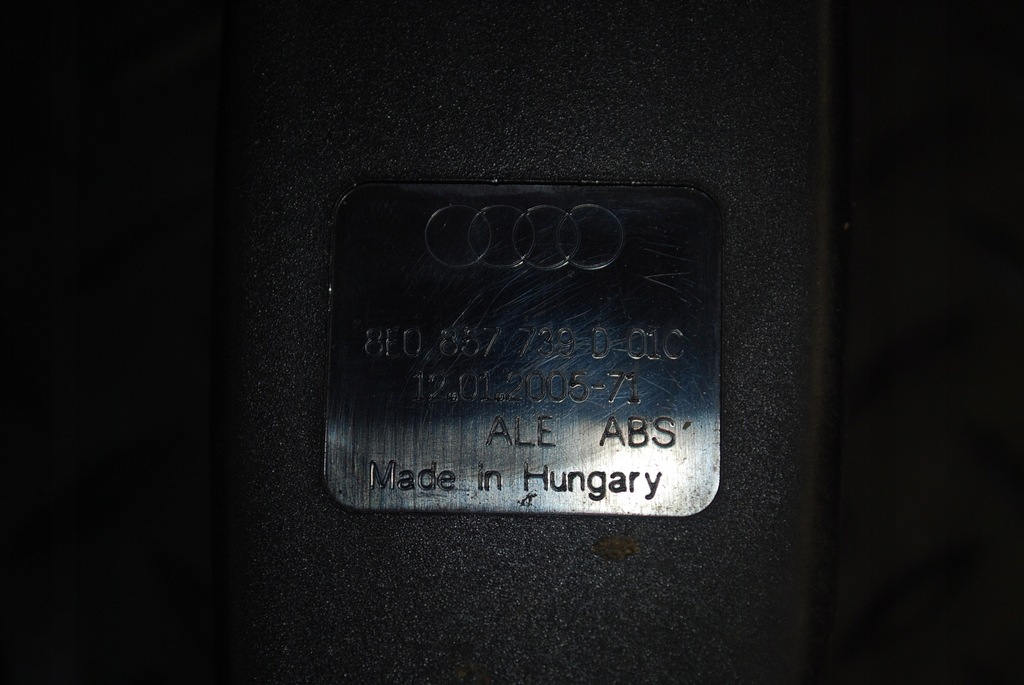 8E0 857 739 D 01C
12.01.2005-71
ALE ABS
Made in Hungary